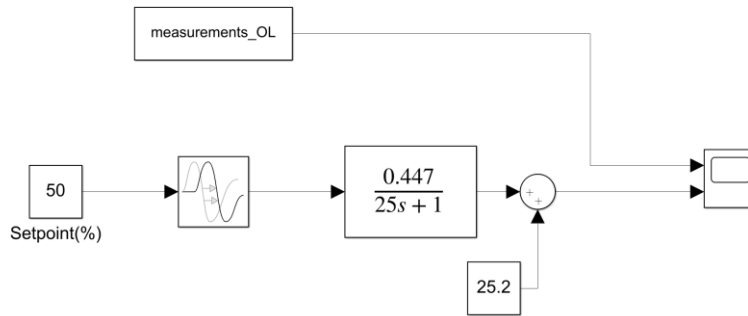 measurements_OL
50
Setpoint(%)
0.447
25s + 1
+
+
25.2